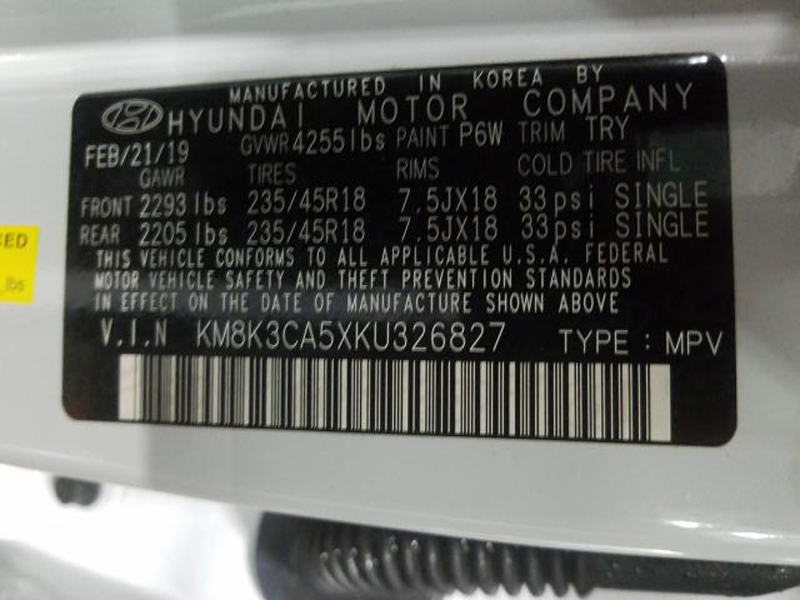 MANUFACTURED IN KOREA BY
HYUNDAI MOTOR COMPANY
FEB/21/19 GVWR 4255lbs PAINT P6W TRIM TRY
GAWR TIRES RIMS COLD TIRE INFL
FRONT 2293lbs 235/45R18 7.5JX18 33psi SINGLE
REAR 2205lbs 235/45R18 7.5JX18 33psi SINGLE
THIS VEHICLE CONFORMS TO ALL APPLICABLE U.S.A. FEDERAL
MOTOR VEHICLE SAFETY AND THEFT PREVENTION STANDARDS
IN EFFECT ON THE DATE OF MANUFACTURE SHOWN ABOVE
V.I.N KM8K3CA5XKU326827 TYPE : MPV
lbs